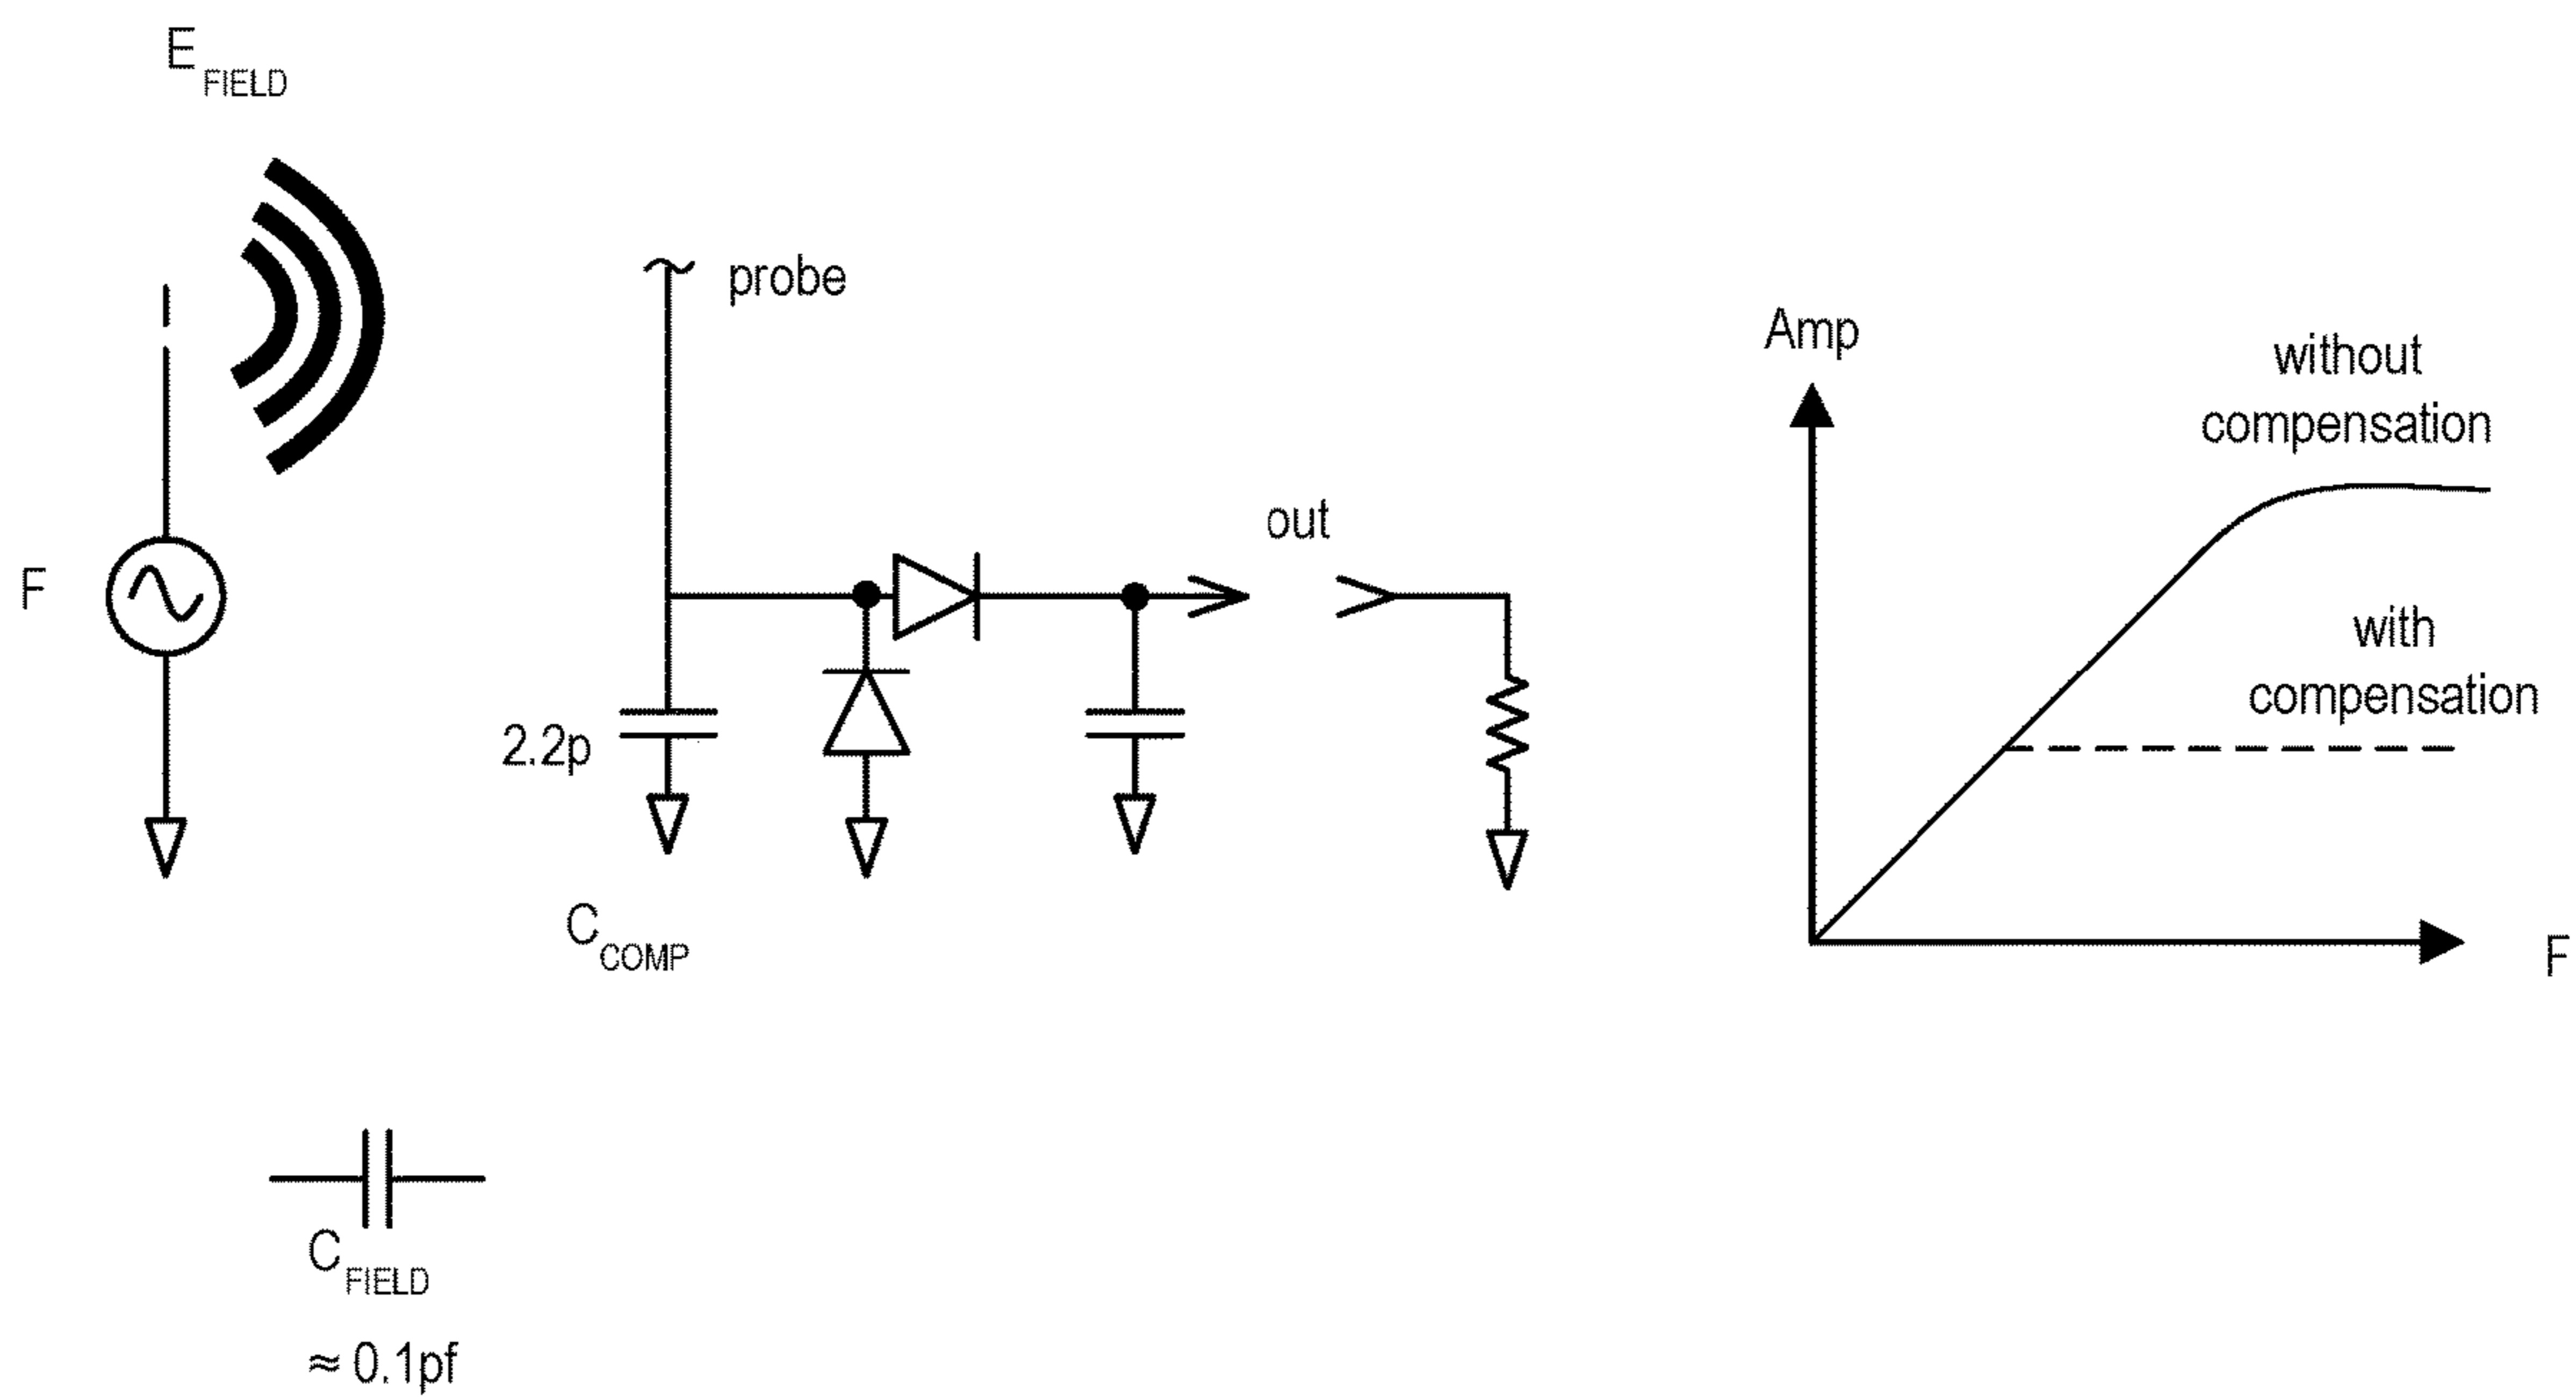 E FIELD
probe
F
out
2.2p
C COMP
C FIELD
≈ 0.1pf
Amp
without
compensation
with
compensation
F